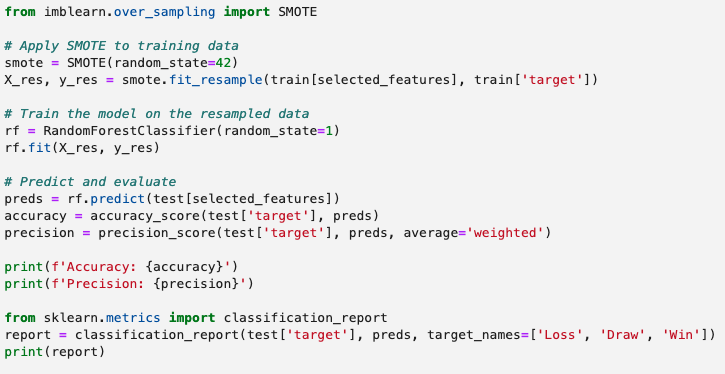 from imblearn.over_sampling import SMOTE
# Apply SMOTE to training data
smote = SMOTE(random_state=42)
X_res, y_res = smote.fit_resample(train[selected_features], train['target'])
# Train the model on the resampled data
rf = RandomForestClassifier(random_state=1)
rf.fit(X_res, y_res)
# Predict and evaluate
preds = rf.predict(test[selected_features])
accuracy = accuracy_score(test['target'], preds)
precision = precision_score(test['target'], preds, average='weighted')
print(f'Accuracy: {accuracy}')
print(f'Precision: {precision}')
from sklearn.metrics import classification_report
report = classification_report(test['target'], preds, target_names=['Loss', 'Draw', 'Win'])
print(report)